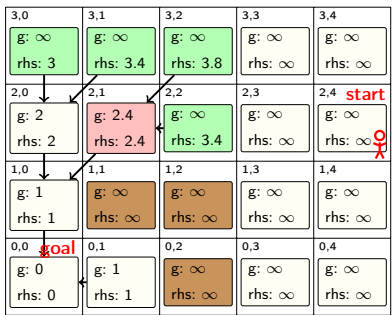 3,0 3,1 3,2 3,3 3,4
g: ∞ g: ∞ g: ∞ g: ∞ g: ∞
rhs: 3 rhs: 3.4 rhs: 3.8 rhs: ∞ rhs: ∞
2,0 2,1 2,2 2,3 2,4 start
g: 2 g: 2.4 g: ∞ g: ∞ g: ∞
rhs: 2 rhs: 2.4 rhs: 3.4 rhs: ∞ rhs: ∞
1,0 1,1 1,2 1,3 1,4
g: 1 g: ∞ g: ∞ g: ∞ g: ∞
rhs: 1 rhs: ∞ rhs: ∞ rhs: ∞ rhs: ∞
0,0 goal 0,1 0,2 0,3 0,4
g: 0 g: 1 g: ∞ g: ∞ g: ∞
rhs: 0 rhs: 1 rhs: ∞ rhs: ∞ rhs: ∞